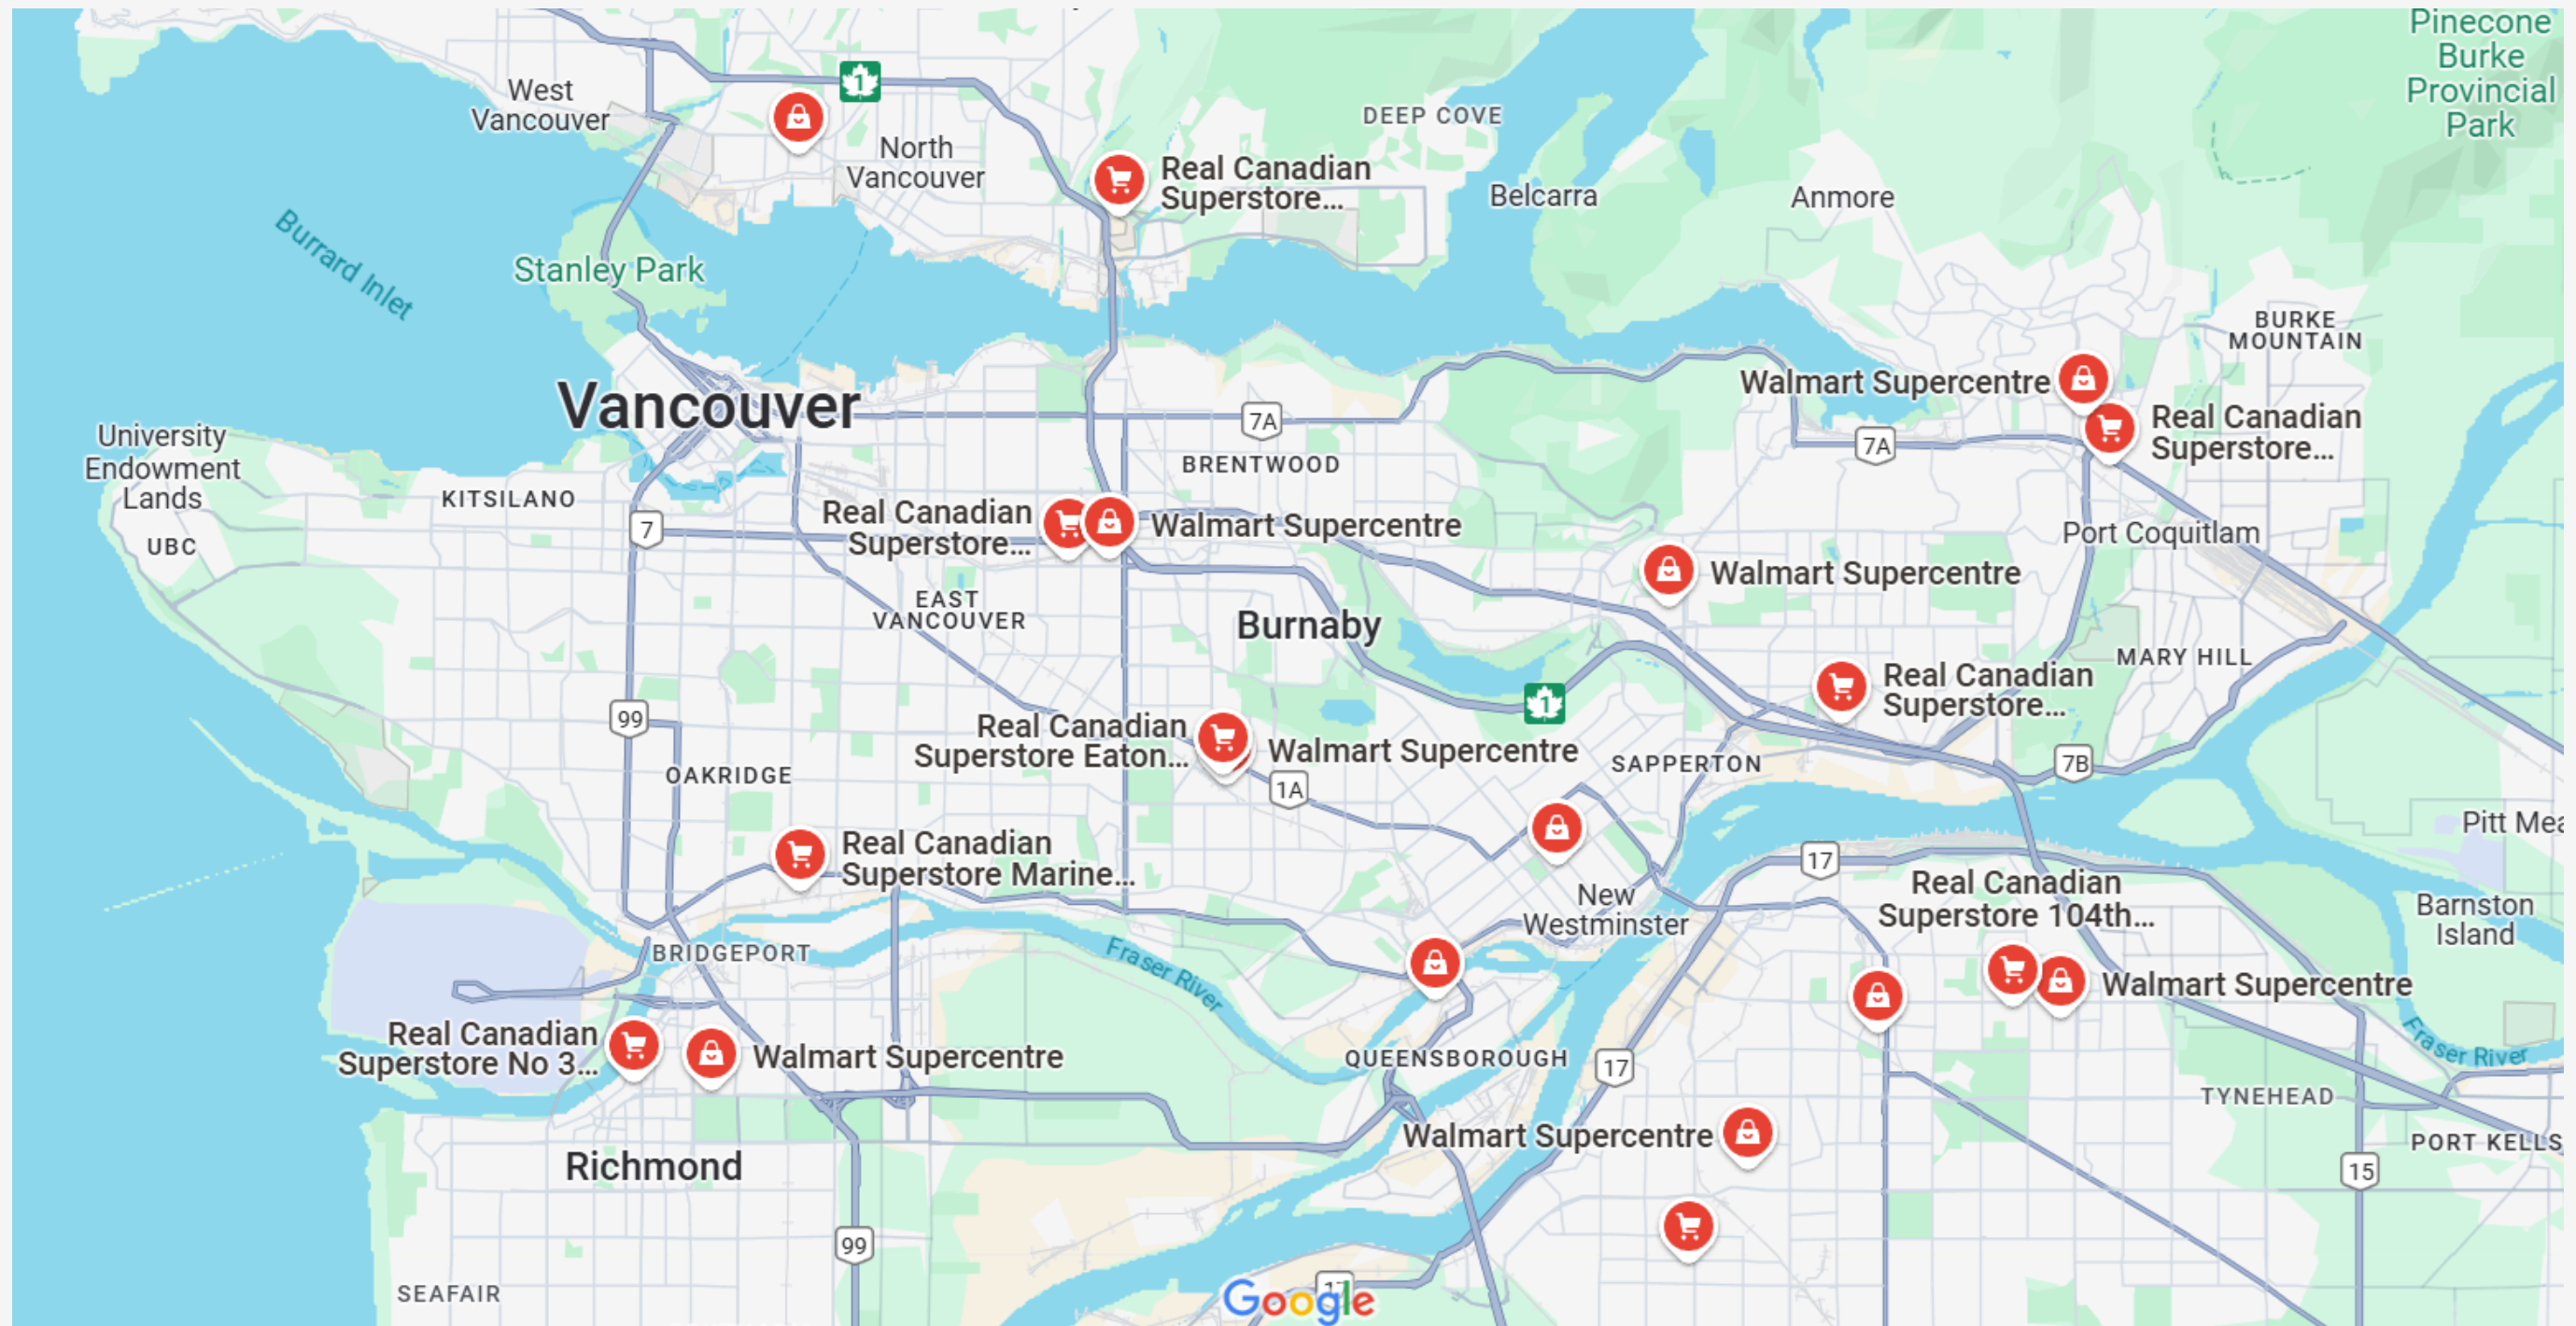 Pinecone
Burke
Provincial
Park
1
West
Vancouver
DEEP COVE
North
Vancouver
Real Canadian
Superstore...
Belcarra
Anmore
Burrard Inlet
Stanley Park
BURKE
MOUNTAIN
Walmart Supercentre
Real Canadian
Superstore...
Vancouver
7A
7A
University
Endowment
Lands
BRENTWOOD
KITSILANO
7
Real Canadian
Superstore...
Walmart Supercentre
Port Coquitlam
UBC
Walmart Supercentre
EAST
VANCOUVER
Burnaby
MARY HILL
Real Canadian
Superstore...
1
99
Real Canadian
Superstore Eaton...
Walmart Supercentre
SAPPERTON
7B
OAKRIDGE
1A
Pitt Mea
Real Canadian
Superstore Marine...
17
Real Canadian
Superstore 104th...
New
Westminster
Barnston
Island
BRIDGEPORT
Fraser River
Walmart Supercentre
Real Canadian
Superstore No 3...
Walmart Supercentre
QUEENSBOROUGH
17
Fraser River
TYNEHEAD
Walmart Supercentre
PORT KELLS
Richmond
15
99
SEAFAIR
17
Google